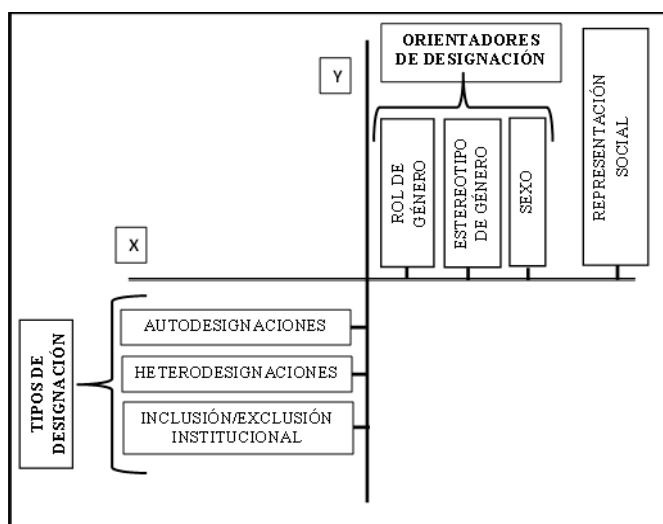 ORIENTADORES
DE DESIGNACIÓN
Y
ROL DE
GÉNERO
ESTEREOTIPO
DE GÉNERO
SEXO
REPRESENTACIÓN
SOCIAL
X
TIPOS DE
DESIGNACIÓN
AUTODESIGNACIONES
HETERODESIGNACIONES
INCLUSIÓN/EXCLUSIÓN
INSTITUCIONAL